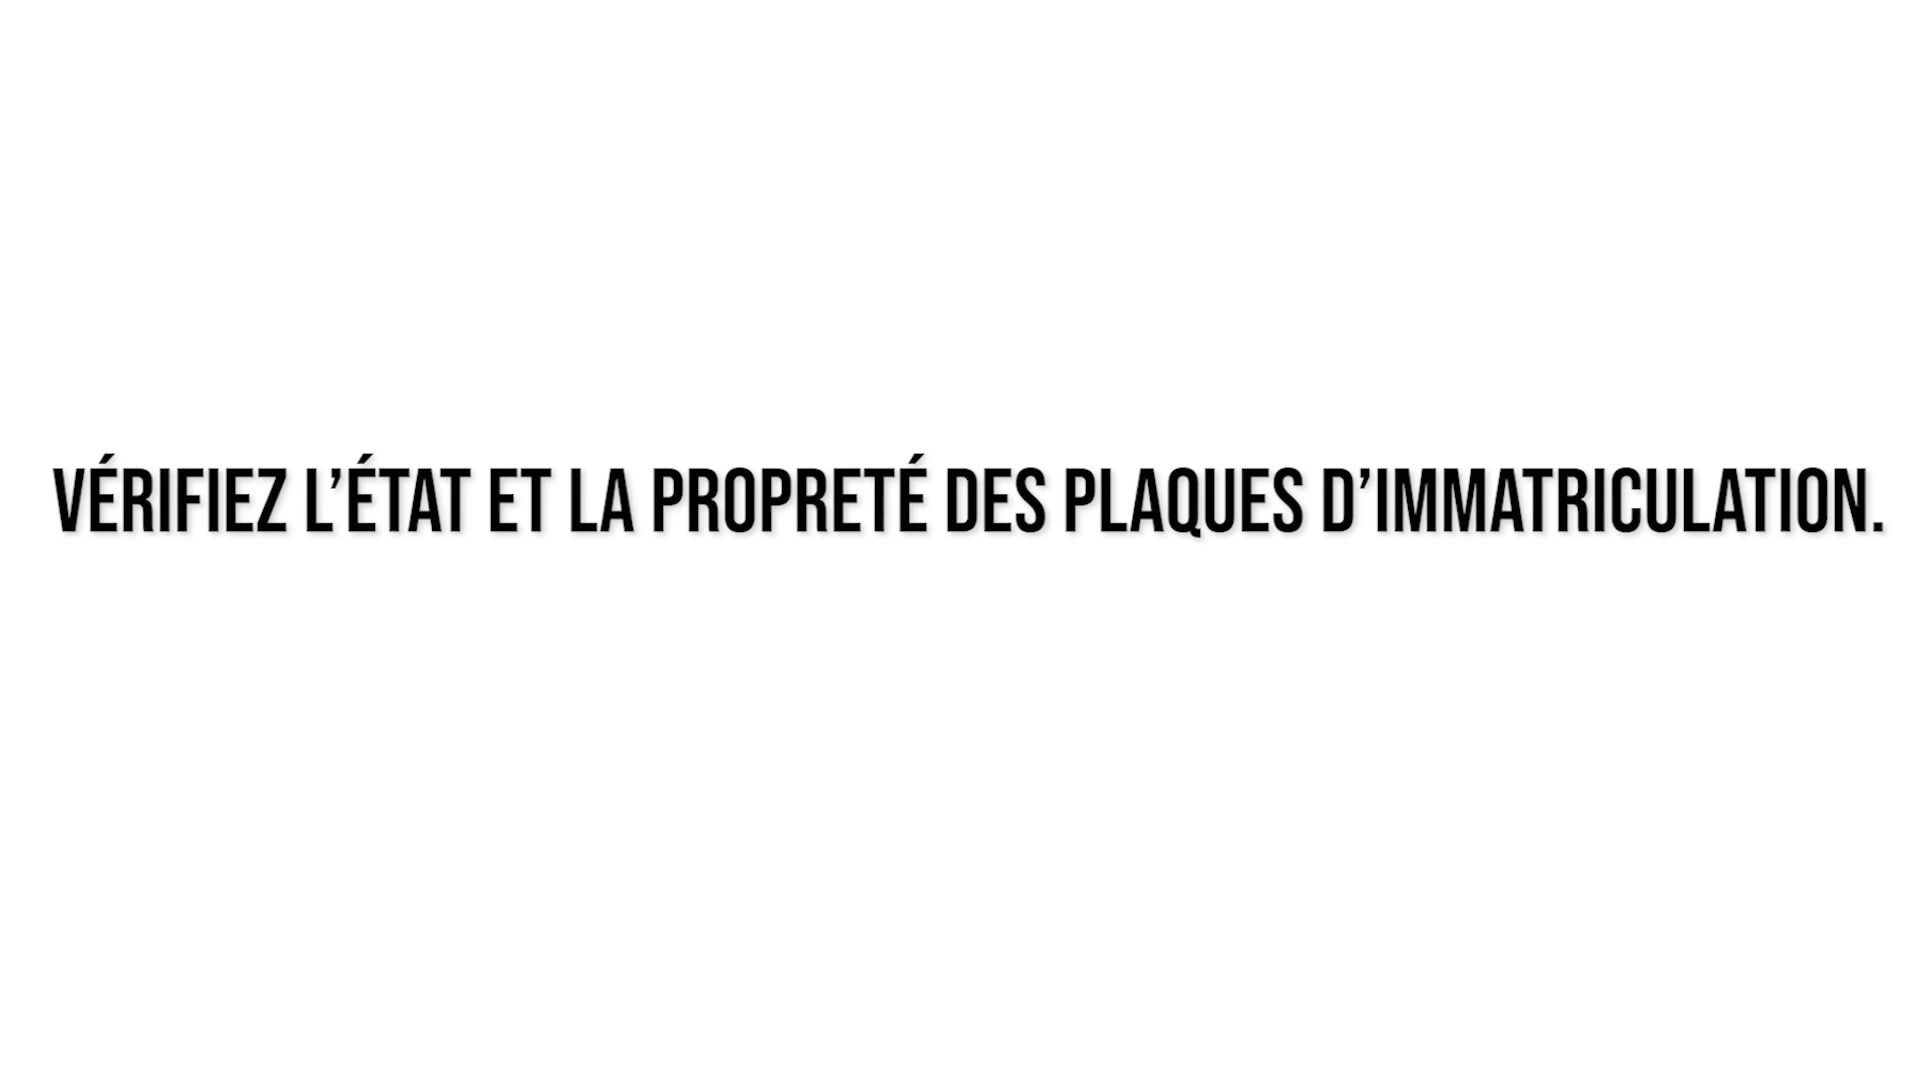 VÉRIFIEZ L’ÉTAT ET LA PROPRETÉ DES PLAQUES D’IMMATRICULATION.